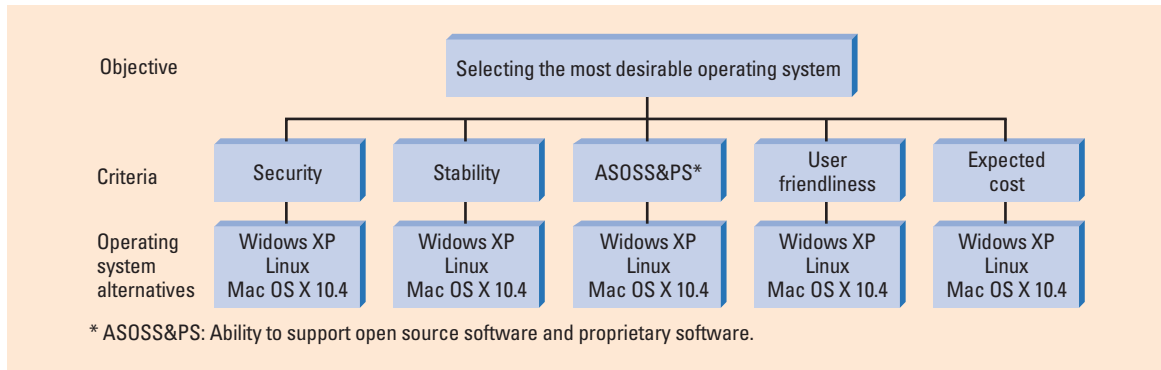 Objective
Selecting the most desirable operating system
Criteria
Security
Stability
ASOSS&PS*
User
friendliness
Expected
cost
Operating
system
alternatives
Widows XP
Linux
Mac OS X 10.4
Widows XP
Linux
Mac OS X 10.4
Widows XP
Linux
Mac OS X 10.4
Widows XP
Linux
Mac OS X 10.4
Widows XP
Linux
Mac OS X 10.4
* ASOSS&PS: Ability to support open source software and proprietary software.